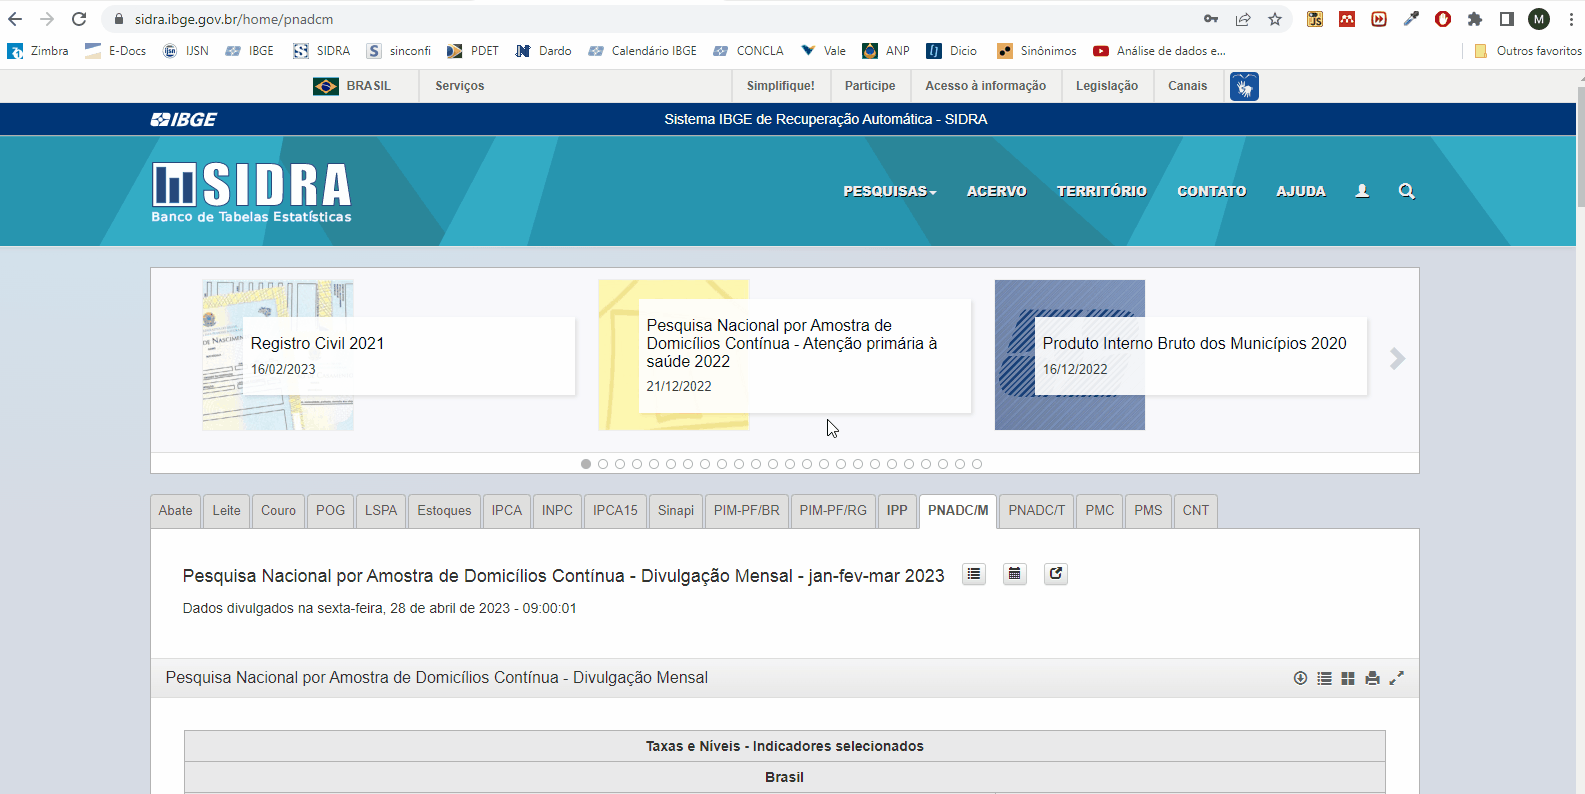 sidra.ibge.gov.br/home/pnadcm
M
Zimbra E-Docs IJSN IBGE SIDRA sinconfi PDET Dardo Calendário IBGE CONCLA Vale ANP Dicio Sinônimos Análise de dados e... Outros favoritos
BRASIL Serviços Simplifique! Participe Acesso à informação Legislação Canais
IBGE Sistema IBGE de Recuperação Automática - SIDRA
SIDRA
Banco de Tabelas Estatísticas
PESQUISAS ACERVO TERRITÓRIO CONTATO AJUDA
Registro Civil 2021
16/02/2023
Pesquisa Nacional por Amostra de
Domicílios Contínua - Atenção primária à
saúde 2022
21/12/2022
Produto Interno Bruto dos Municípios 2020
16/12/2022
Abate Leite Couro POG LSPA Estoques IPCA INPC IPCA15 Sinapi PIM-PF/BR PIM-PF/RG IPP PNADC/M PNADC/T PMC PMS CNT
Pesquisa Nacional por Amostra de Domicílios Contínua - Divulgação Mensal - jan-fev-mar 2023
Dados divulgados na sexta-feira, 28 de abril de 2023 - 09:00:01
Pesquisa Nacional por Amostra de Domicílios Contínua - Divulgação Mensal
Taxas e Níveis - Indicadores selecionados
Brasil